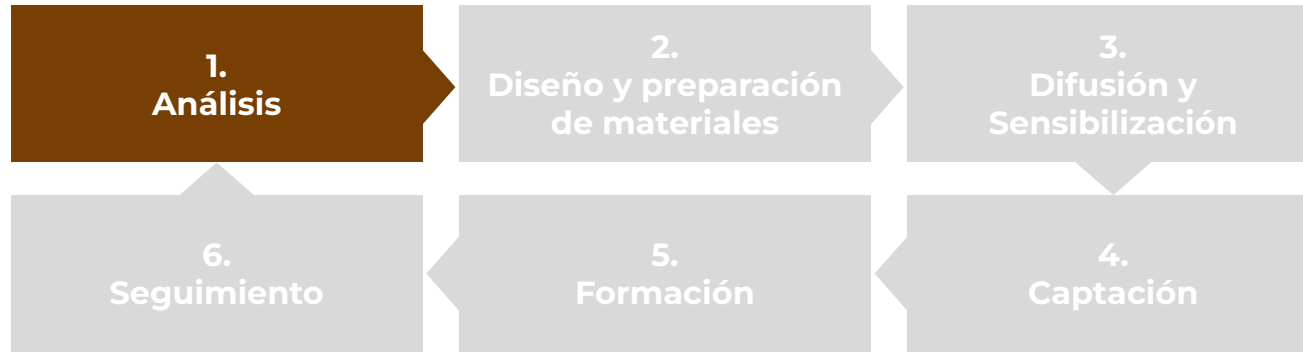 1.
Análisis
2.
Diseño y preparación
de materiales
3.
Difusión y
Sensibilización
6.
Seguimiento
5.
Formación
4.
Captación